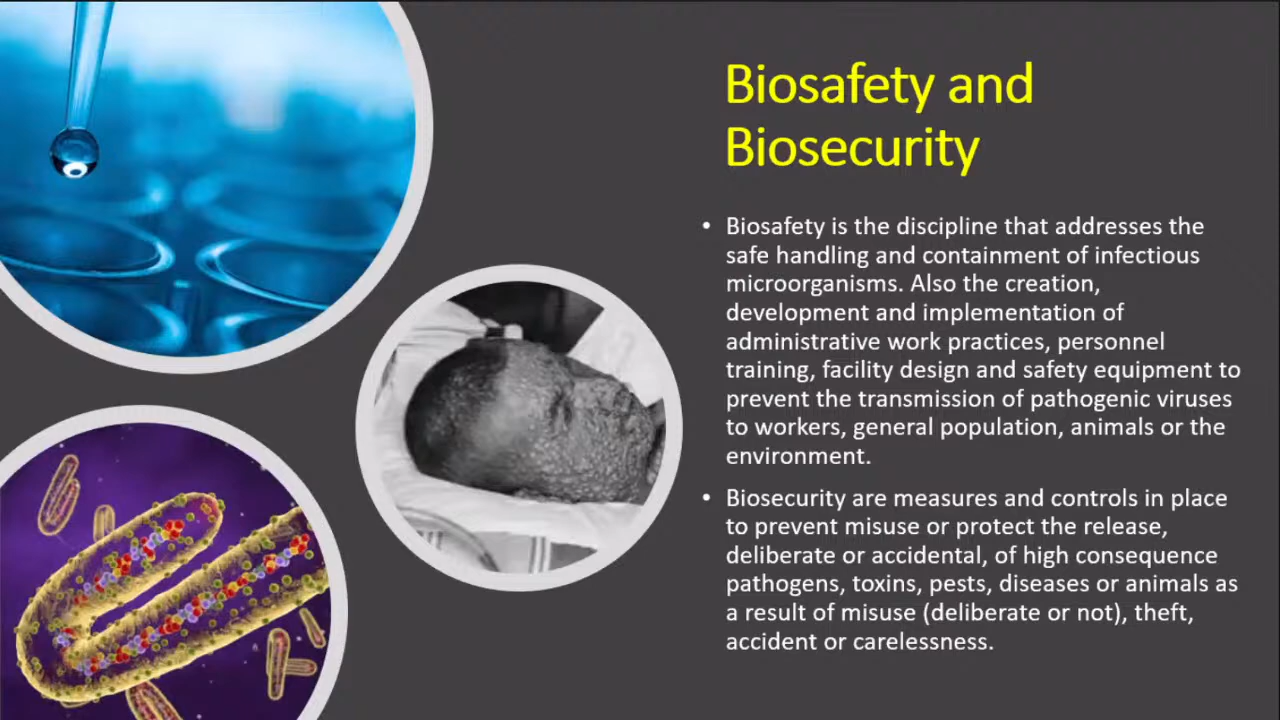 Biosafety and
Biosecurity
• Biosafety is the discipline that addresses the
safe handling and containment of infectious
microorganisms. Also the creation,
development and implementation of
administrative work practices, personnel
training, facility design and safety equipment to
prevent the transmission of pathogenic viruses
to workers, general population, animals or the
environment.
• Biosecurity are measures and controls in place
to prevent misuse or protect the release,
deliberate or accidental, of high consequence
pathogens, toxins, pests, diseases or animals as
a result of misuse (deliberate or not), theft,
accident or carelessness.